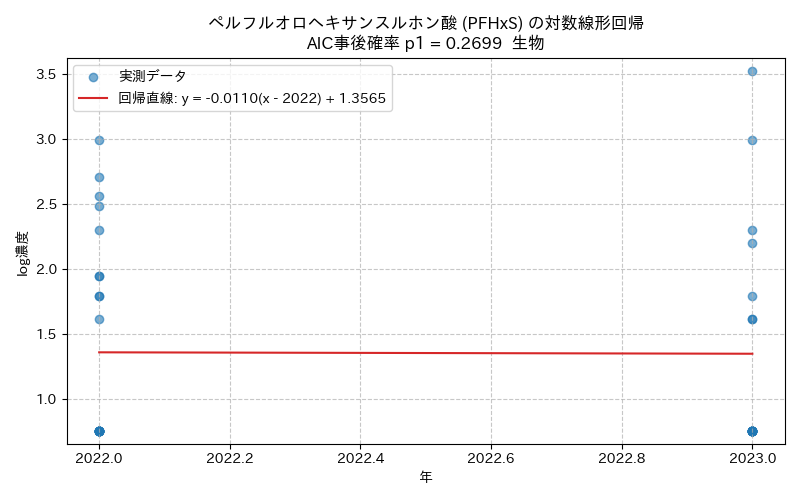 ペルフルオロヘキサンスルホン酸 (PFHxS) の対数線形回帰
AIC事後確率 p1 = 0.2699  生物
実測データ
回帰直線: y = -0.0110(x - 2022) + 1.3565
log濃度
3.5
3.0
2.5
2.0
1.5
1.0
2022.0
2022.2
2022.4
2022.6
2022.8
2023.0
年